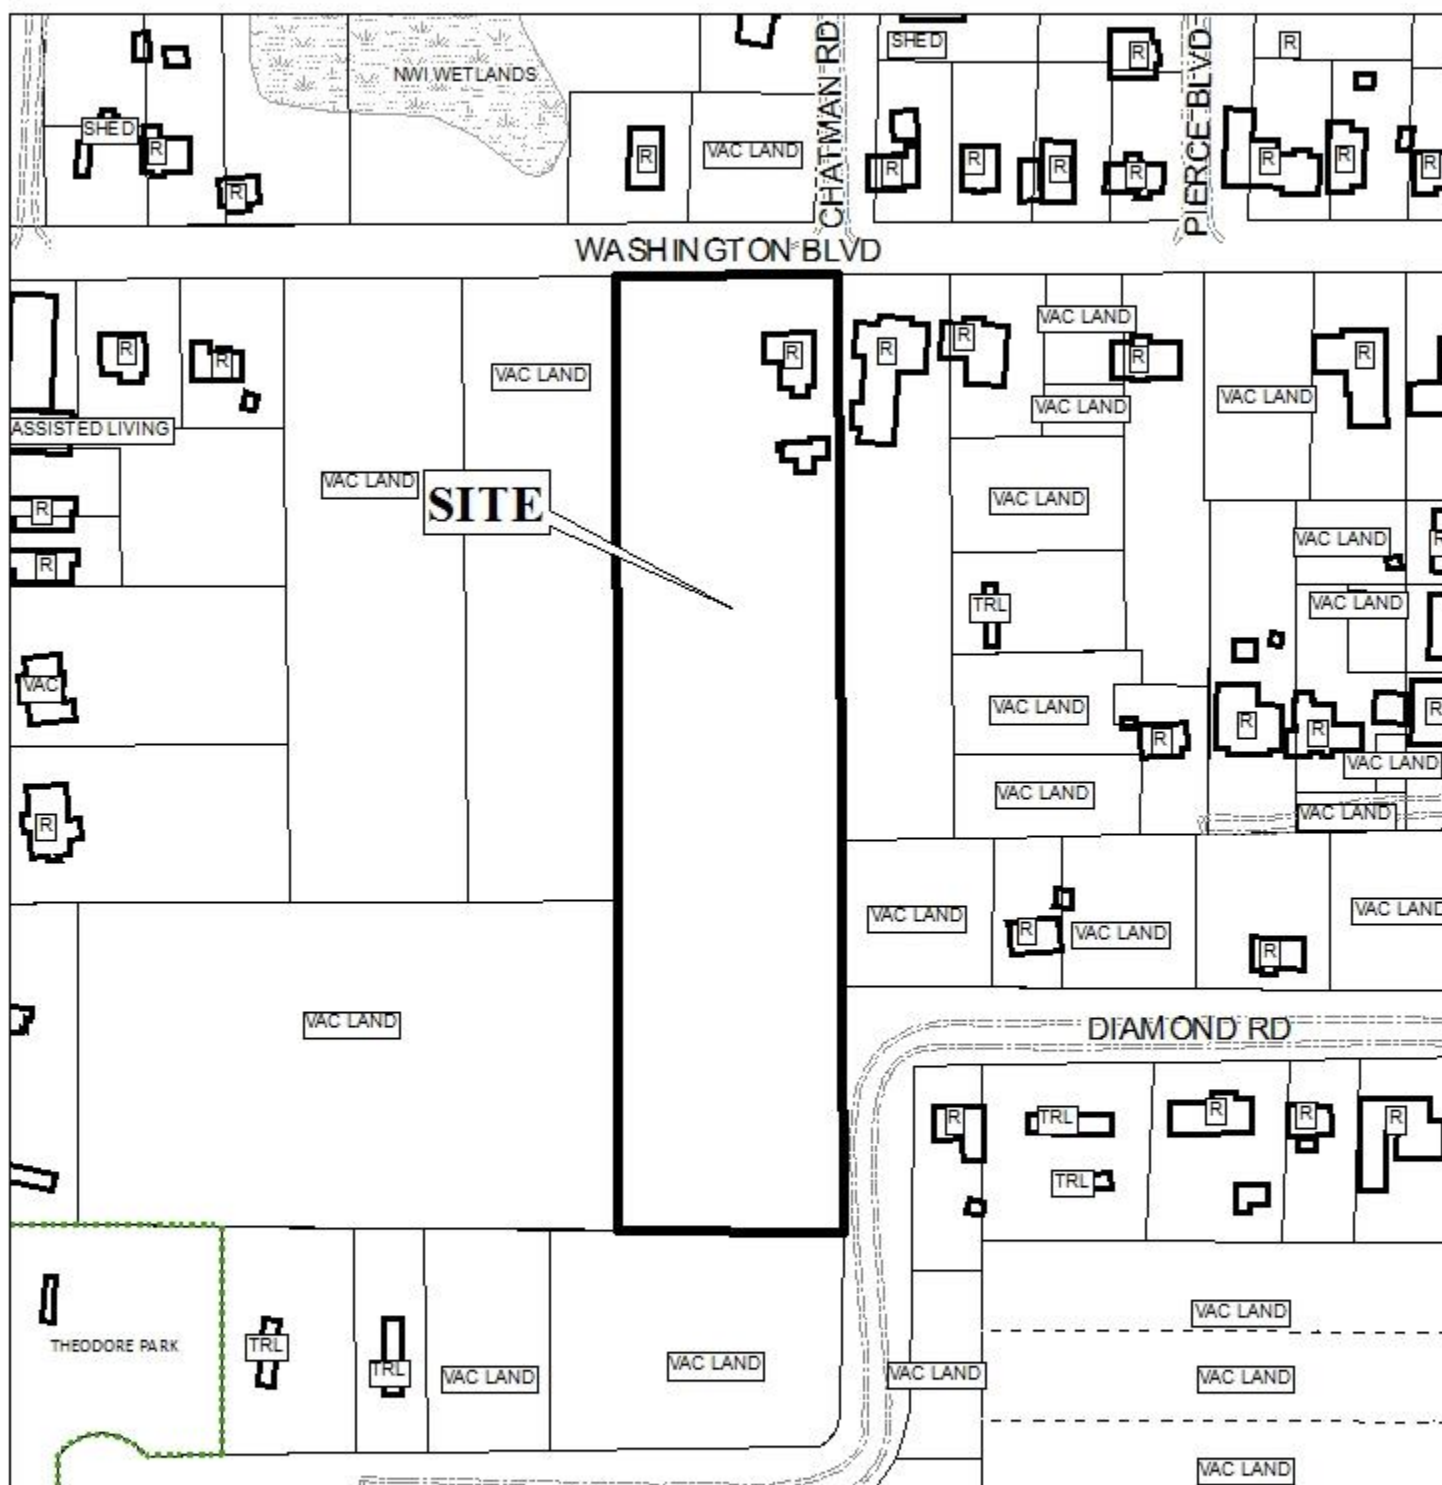 CHATMAN RD
SHED
R
PIERCE BLVD
R
NWI WETLANDS
SHED
R
R
R
VAC LAND
R
R
R
R
R
R
R
WASHINGTON BLVD
R
R
VAC LAND
R
R
R
VAC LAND
R
R
VAC LAND
VAC LAND
ASSISTED LIVING
VAC LAND
SITE
VAC LAND
R
VAC LAND
R
R
TRL
VAC LAND
VAC
VAC LAND
R
R
R
R
VAC LAND
VAC LAND
VAC LAND
R
VAC LAND
R
VAC LAND
R
VAC LAND
VAC LAND
DIAMOND RD
R
TRL
R
R
R
TRL
THEODORE PARK
TRL
TRL
VAC LAND
VAC LAND
VAC LAND
VAC LAND
VAC LAND
VAC LAND